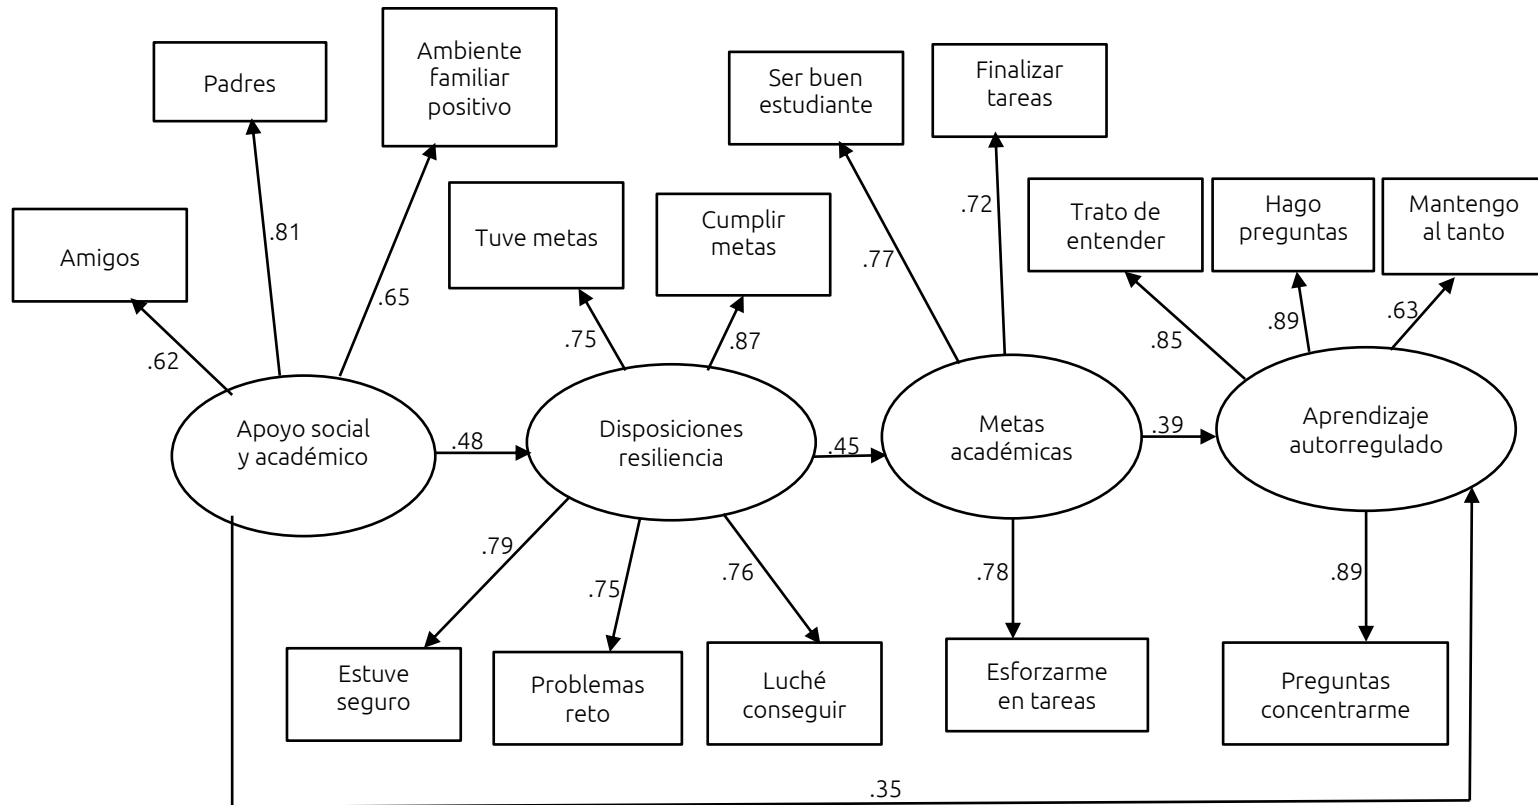 Padres
Ambiente
familiar
positivo
Ser buen
estudiante
Finalizar
tareas
Amigos
Tuve metas
Cumplir
metas
Trato de
entender
Hago
preguntas
Mantengo
al tanto
.81
.65
.62
.75
.87
.77
.72
.85
.89
.63
Apoyo social
y académico
.48
Disposiciones
resiliencia
.45
Metas
académicas
.39
Aprendizaje
autorregulado
.79
.75
.76
.78
.89
Estuve
seguro
Problemas
reto
Luché
conseguir
Esforzarme
en tareas
Preguntas
concentrarme
.35